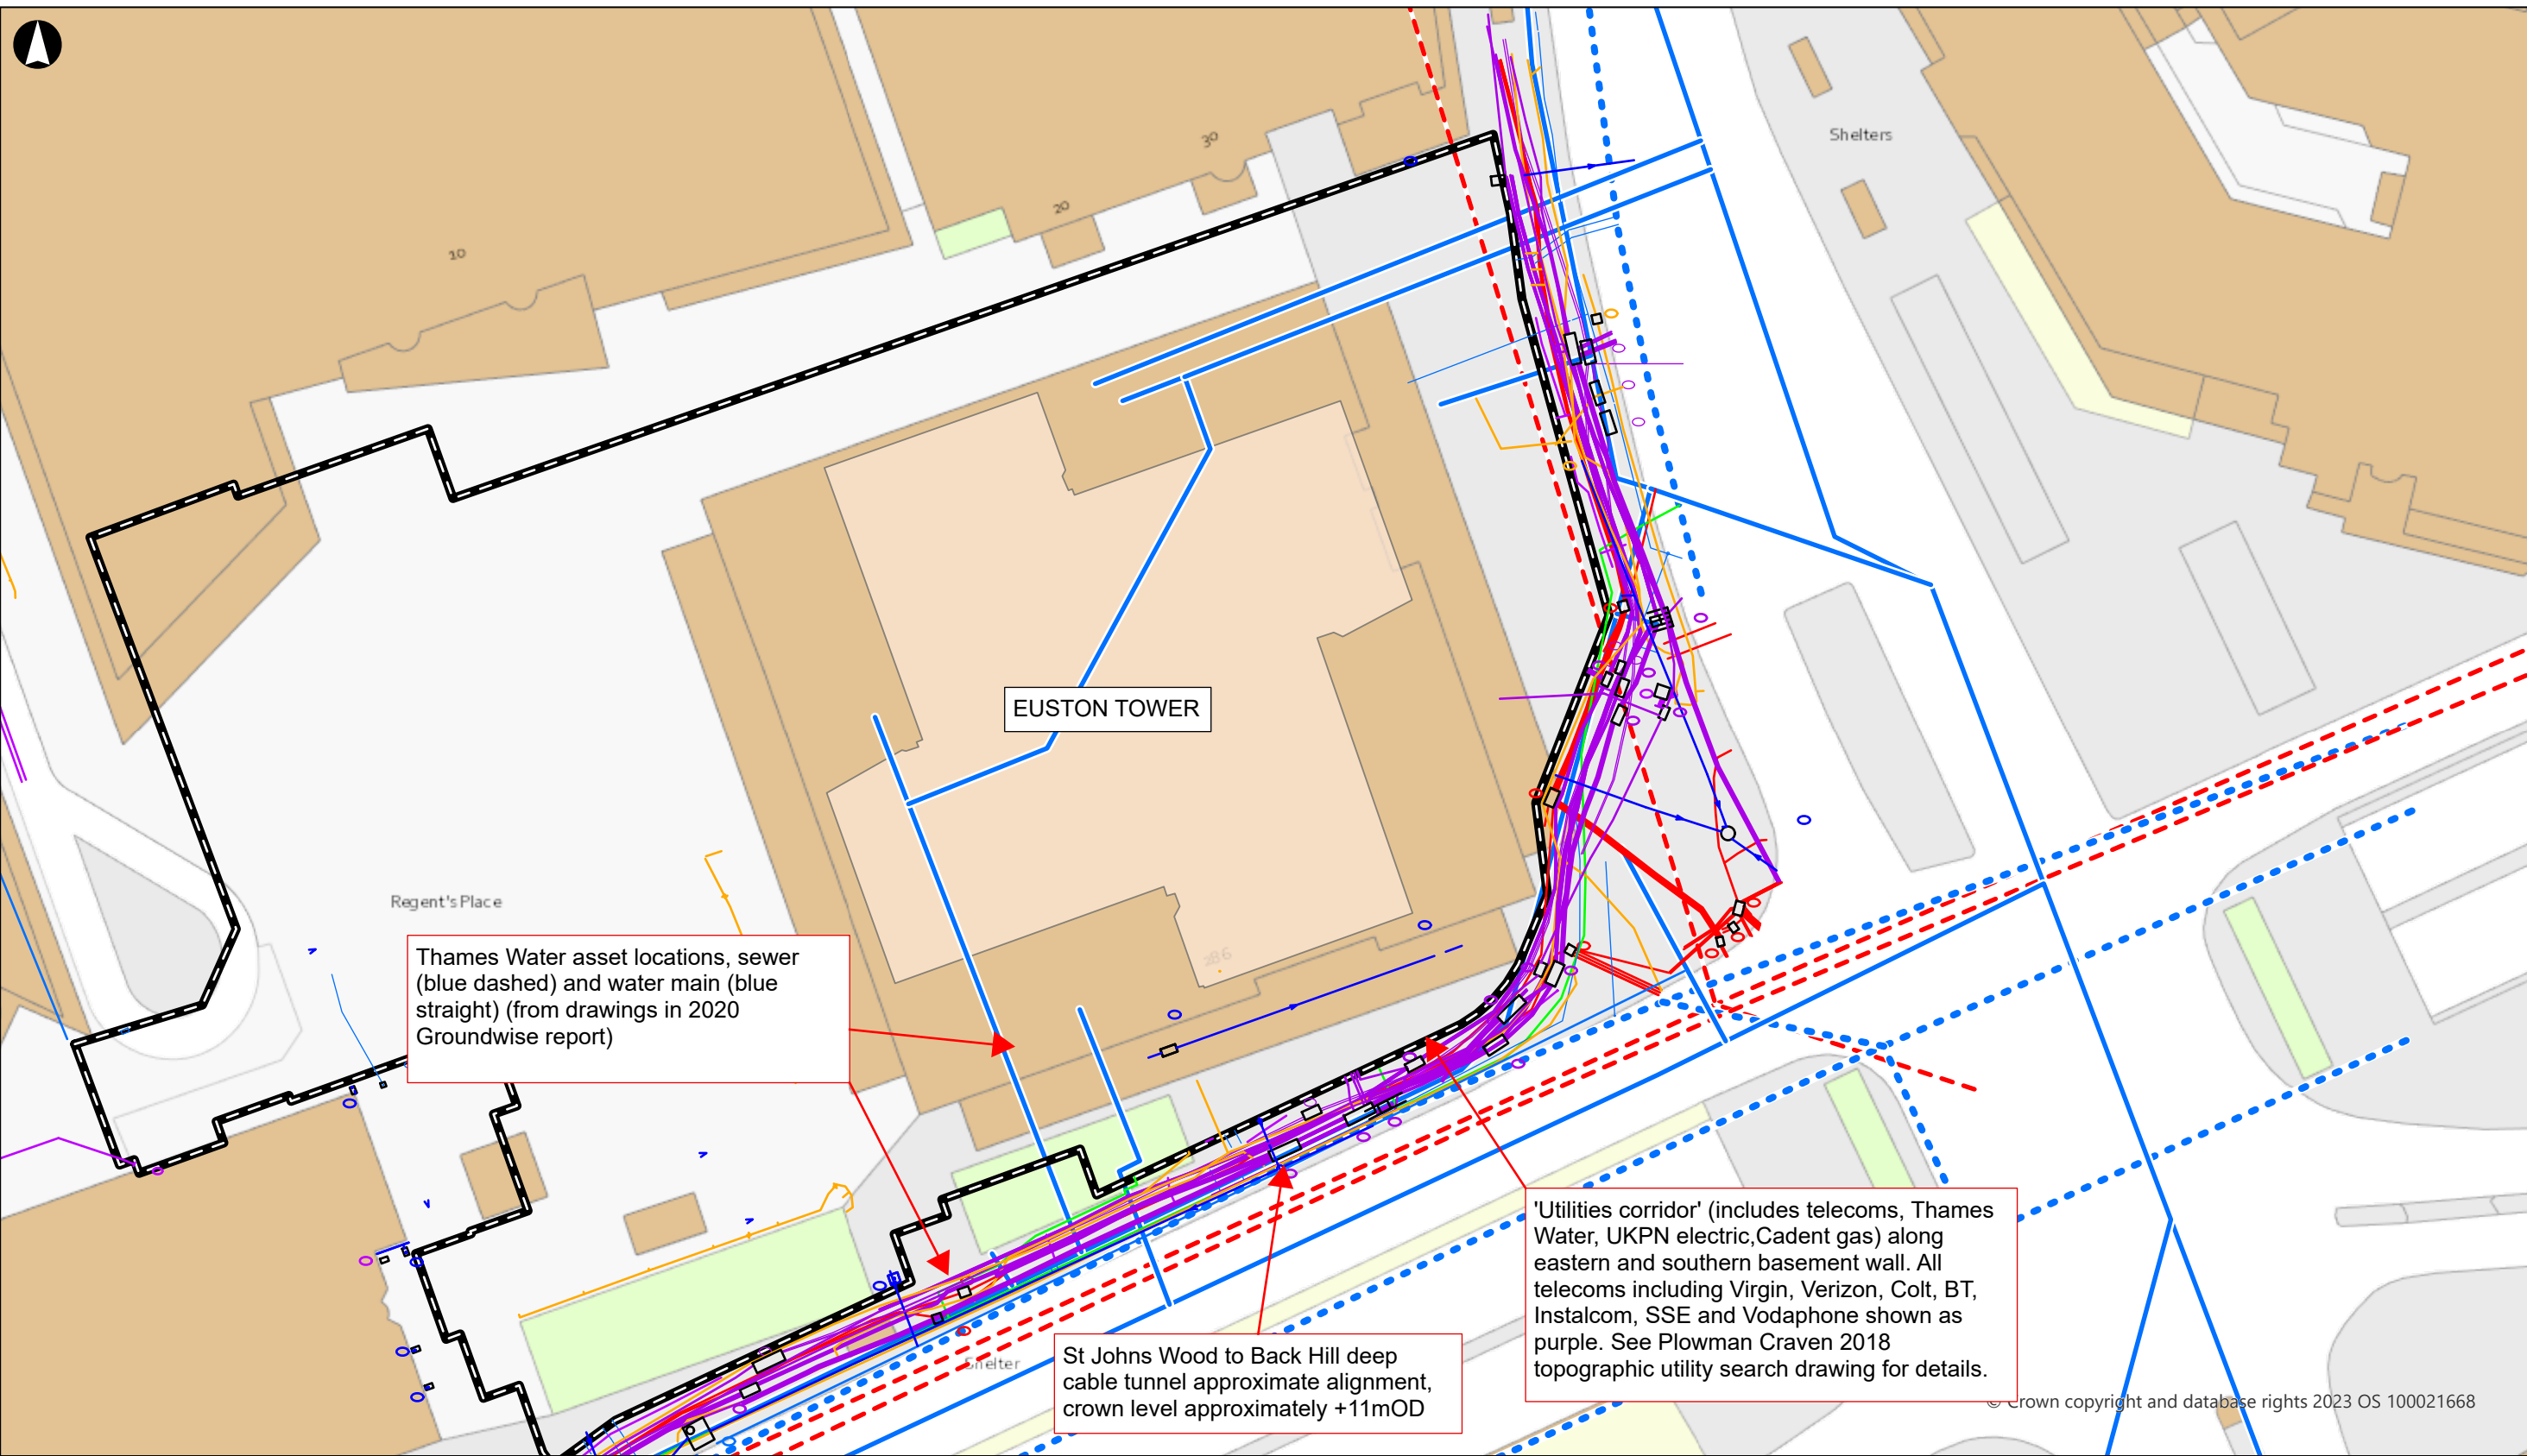 Shelters
30
20
10
EUSTON TOWER
Regent's Place
286
Thames Water asset locations, sewer
(blue dashed) and water main (blue
straight) (from drawings in 2020
Groundwise report)
'Utilities corridor' (includes telecoms, Thames
Water, UKPN electric,Cadent gas) along
eastern and southern basement wall. All
telecoms including Virgin, Verizon, Colt, BT,
Instalcom, SSE and Vodaphone shown as
purple. See Plowman Craven 2018
topographic utility search drawing for details.
Shelter
St Johns Wood to Back Hill deep
cable tunnel approximate alignment,
crown level approximately +11mOD
© Crown copyright and database rights 2023 OS 100021668